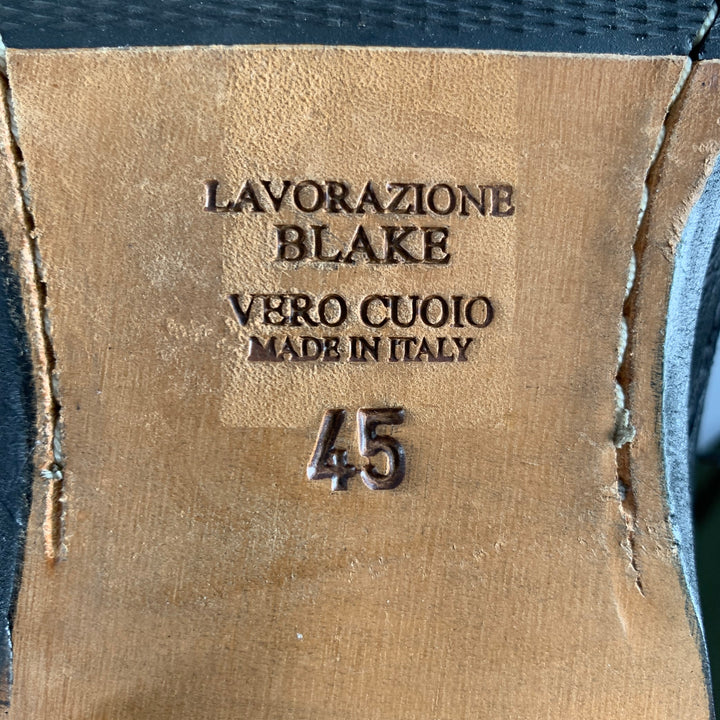 LAVORAZIONE
BLAKE
VERO CUOIO
MADE IN ITALY
45